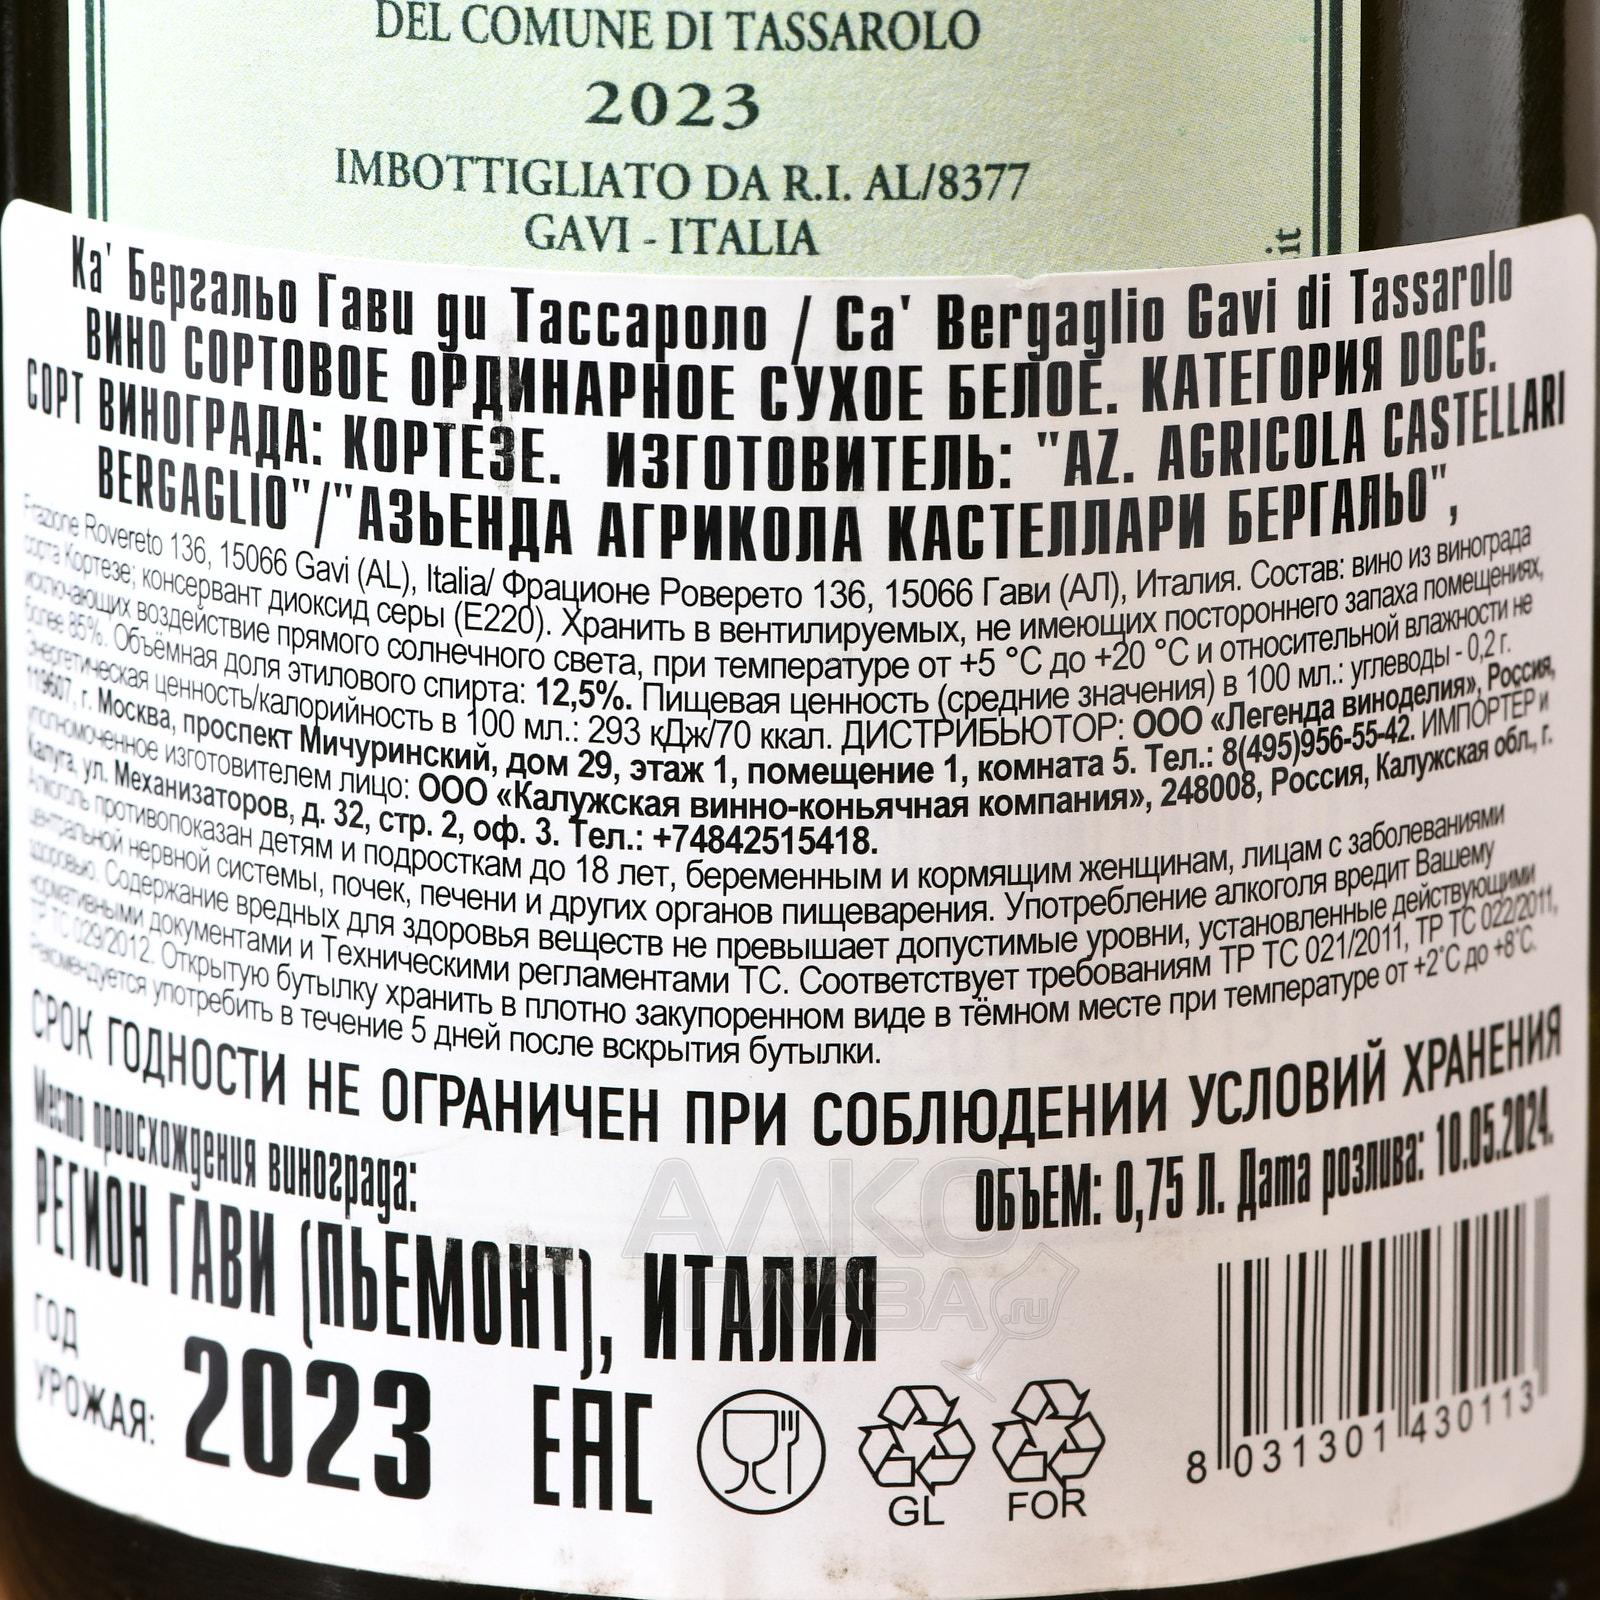 DEL COMUNE DI TASSAROLO
2023
IMBOTTIGLIATO DA R.I. AL/8377
GAVI - ITALIA
.it
Ка' Бергальо Гави ди Тассароло / Ca' Bergaglio Gavi di Tassarolo
ВИНО СОРТОВОЕ ОРДИНАРНОЕ СУХОЕ БЕЛОЕ. КАТЕГОРИЯ DOCG.
СОРТ ВИНОГРАДА: КОРТЕЗЕ. ИЗГОТОВИТЕЛЬ: "AZ. AGRICOLA CASTELLARI
BERGAGLIO"/"АЗЬЕНДА АГРИКОЛА КАСТЕЛЛАРИ БЕРГАЛЬО",
Frazione Rovereto 136, 15066 Gavi (AL), Italia/ Фрационе Роверето 136, 15066 Гави (АЛ), Италия. Состав: вино из винограда
сорта Кортезе; консервант диоксид серы (E220). Хранить в вентилируемых, не имеющих постороннего запаха помещениях,
исключающих воздействие прямого солнечного света, при температуре от +5 °C до +20 °C и относительной влажности не
более 85%. Объёмная доля этилового спирта: 12,5%. Пищевая ценность (средние значения) в 100 мл.: углеводы - 0,2 г.
Энергетическая ценность/калорийность в 100 мл.: 293 кДж/70 ккал. ДИСТРИБЬЮТОР: ООО «Легенда виноделия», Россия,
119607, г. Москва, проспект Мичуринский, дом 29, этаж 1, помещение 1, комната 5. Тел.: 8(495)956-55-42. ИМПОРТЕР и
уполномоченное изготовителем лицо: ООО «Калужская винно-коньячная компания», 248008, Россия, Калужская обл., г.
Калуга, ул. Механизаторов, д. 32, стр. 2, оф. 3. Тел.: +74842515418.
Алкоголь противопоказан детям и подросткам до 18 лет, беременным и кормящим женщинам, лицам с заболеваниями
центральной нервной системы, почек, печени и других органов пищеварения. Употребление алкоголя вредит Вашему
здоровью. Содержание вредных для здоровья веществ не превышает допустимые уровни, установленные действующими
нормативными документами и Техническими регламентами ТС. Соответствует требованиям ТР ТС 021/2011, ТР ТС 022/2011,
ТР ТС 029/2012. Открытую бутылку хранить в плотно закупоренном виде в тёмном месте при температуре от +2°C до +8°C.
Рекомендуется употребить в течение 5 дней после вскрытия бутылки.
СРОК ГОДНОСТИ НЕ ОГРАНИЧЕН ПРИ СОБЛЮДЕНИИ УСЛОВИЙ ХРАНЕНИЯ
Место происхождения винограда:
ОБЪЕМ: 0,75 Л. Дата розлива: 10.05.2024.
РЕГИОН ГАВИ (ПЬЕМОНТ), ИТАЛИЯ
АЛКО
ПЛАВА.ru
ГОД
УРОЖАЯ: 2023
EAC
GL
FOR
8 031301 430113